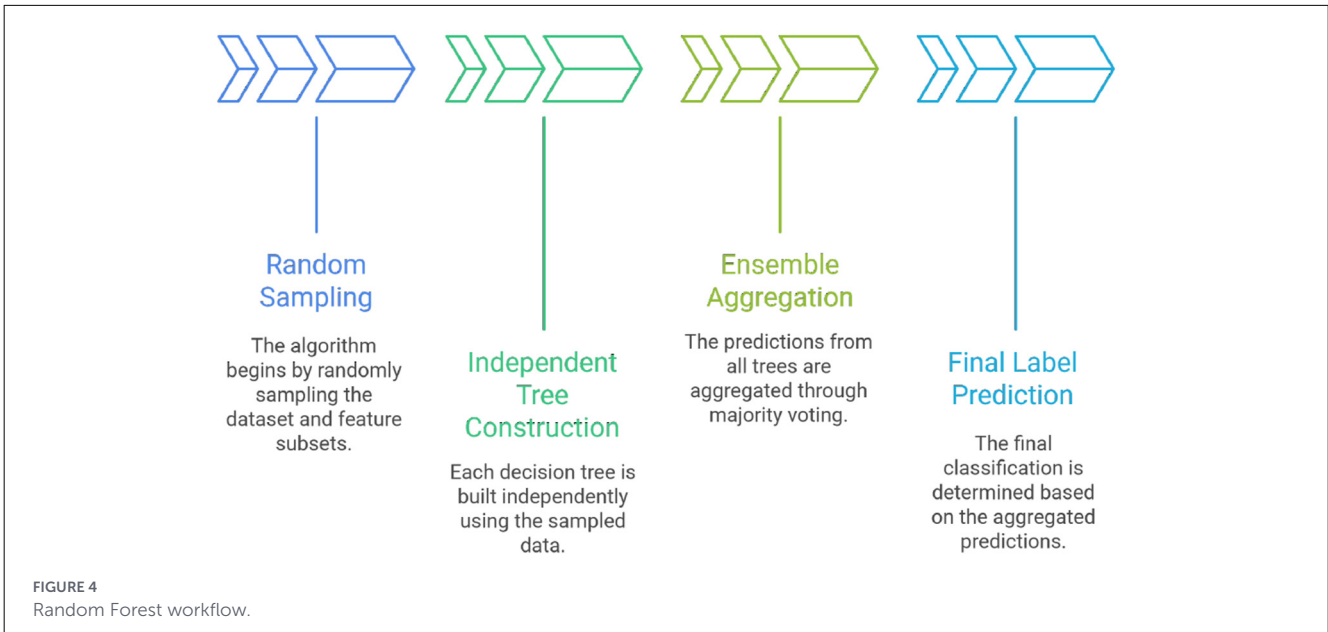 Random
Sampling
The algorithm
begins by randomly
sampling the
dataset and feature
subsets.
Independent
Tree
Construction
Each decision tree is
built independently
using the sampled
data.
Ensemble
Aggregation
The predictions from
all trees are
aggregated through
majority voting.
Final Label
Prediction
The final
classification is
determined based
on the aggregated
predictions.
FIGURE 4
Random Forest workflow.